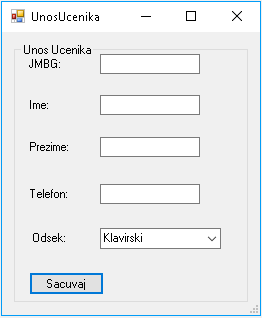 UnosUcenika
Unos Ucenika
JMBG:
Ime:
Prezime:
Telefon:
Odsek: Klavirski
Sacuvaj